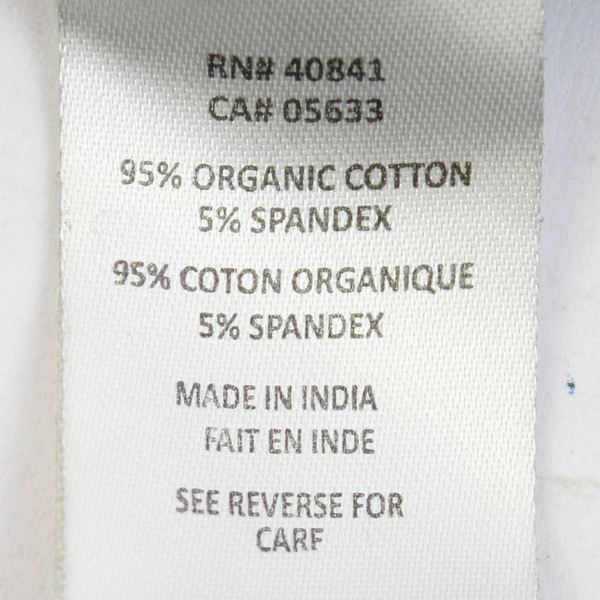 RN# 40841
CA# 05633
95% ORGANIC COTTON
5% SPANDEX
95% COTON ORGANIQUE
5% SPANDEX
MADE IN INDIA
FAIT EN INDE
SEE REVERSE FOR
CARE